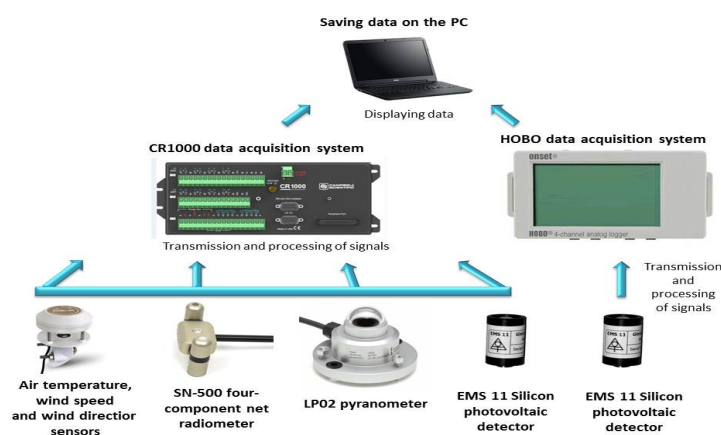 Saving data on the PC
Displaying data
CR1000 data acquisition system
HOBO data acquisition system
onset®
CR1000
CAMPBELL
SCIENTIFIC
HOBO® 4-channel analog logger
Transmission and processing of signals
Transmission
and
processing
of signals
EMS 11
EMS 11
Air temperature,
wind speed
and wind directior
sensors
SN-500 four-
component net
radiometer
LP02 pyranometer
EMS 11 Silicon
photovoltaic
detector
EMS 11 Silicon
photovoltaic
detector